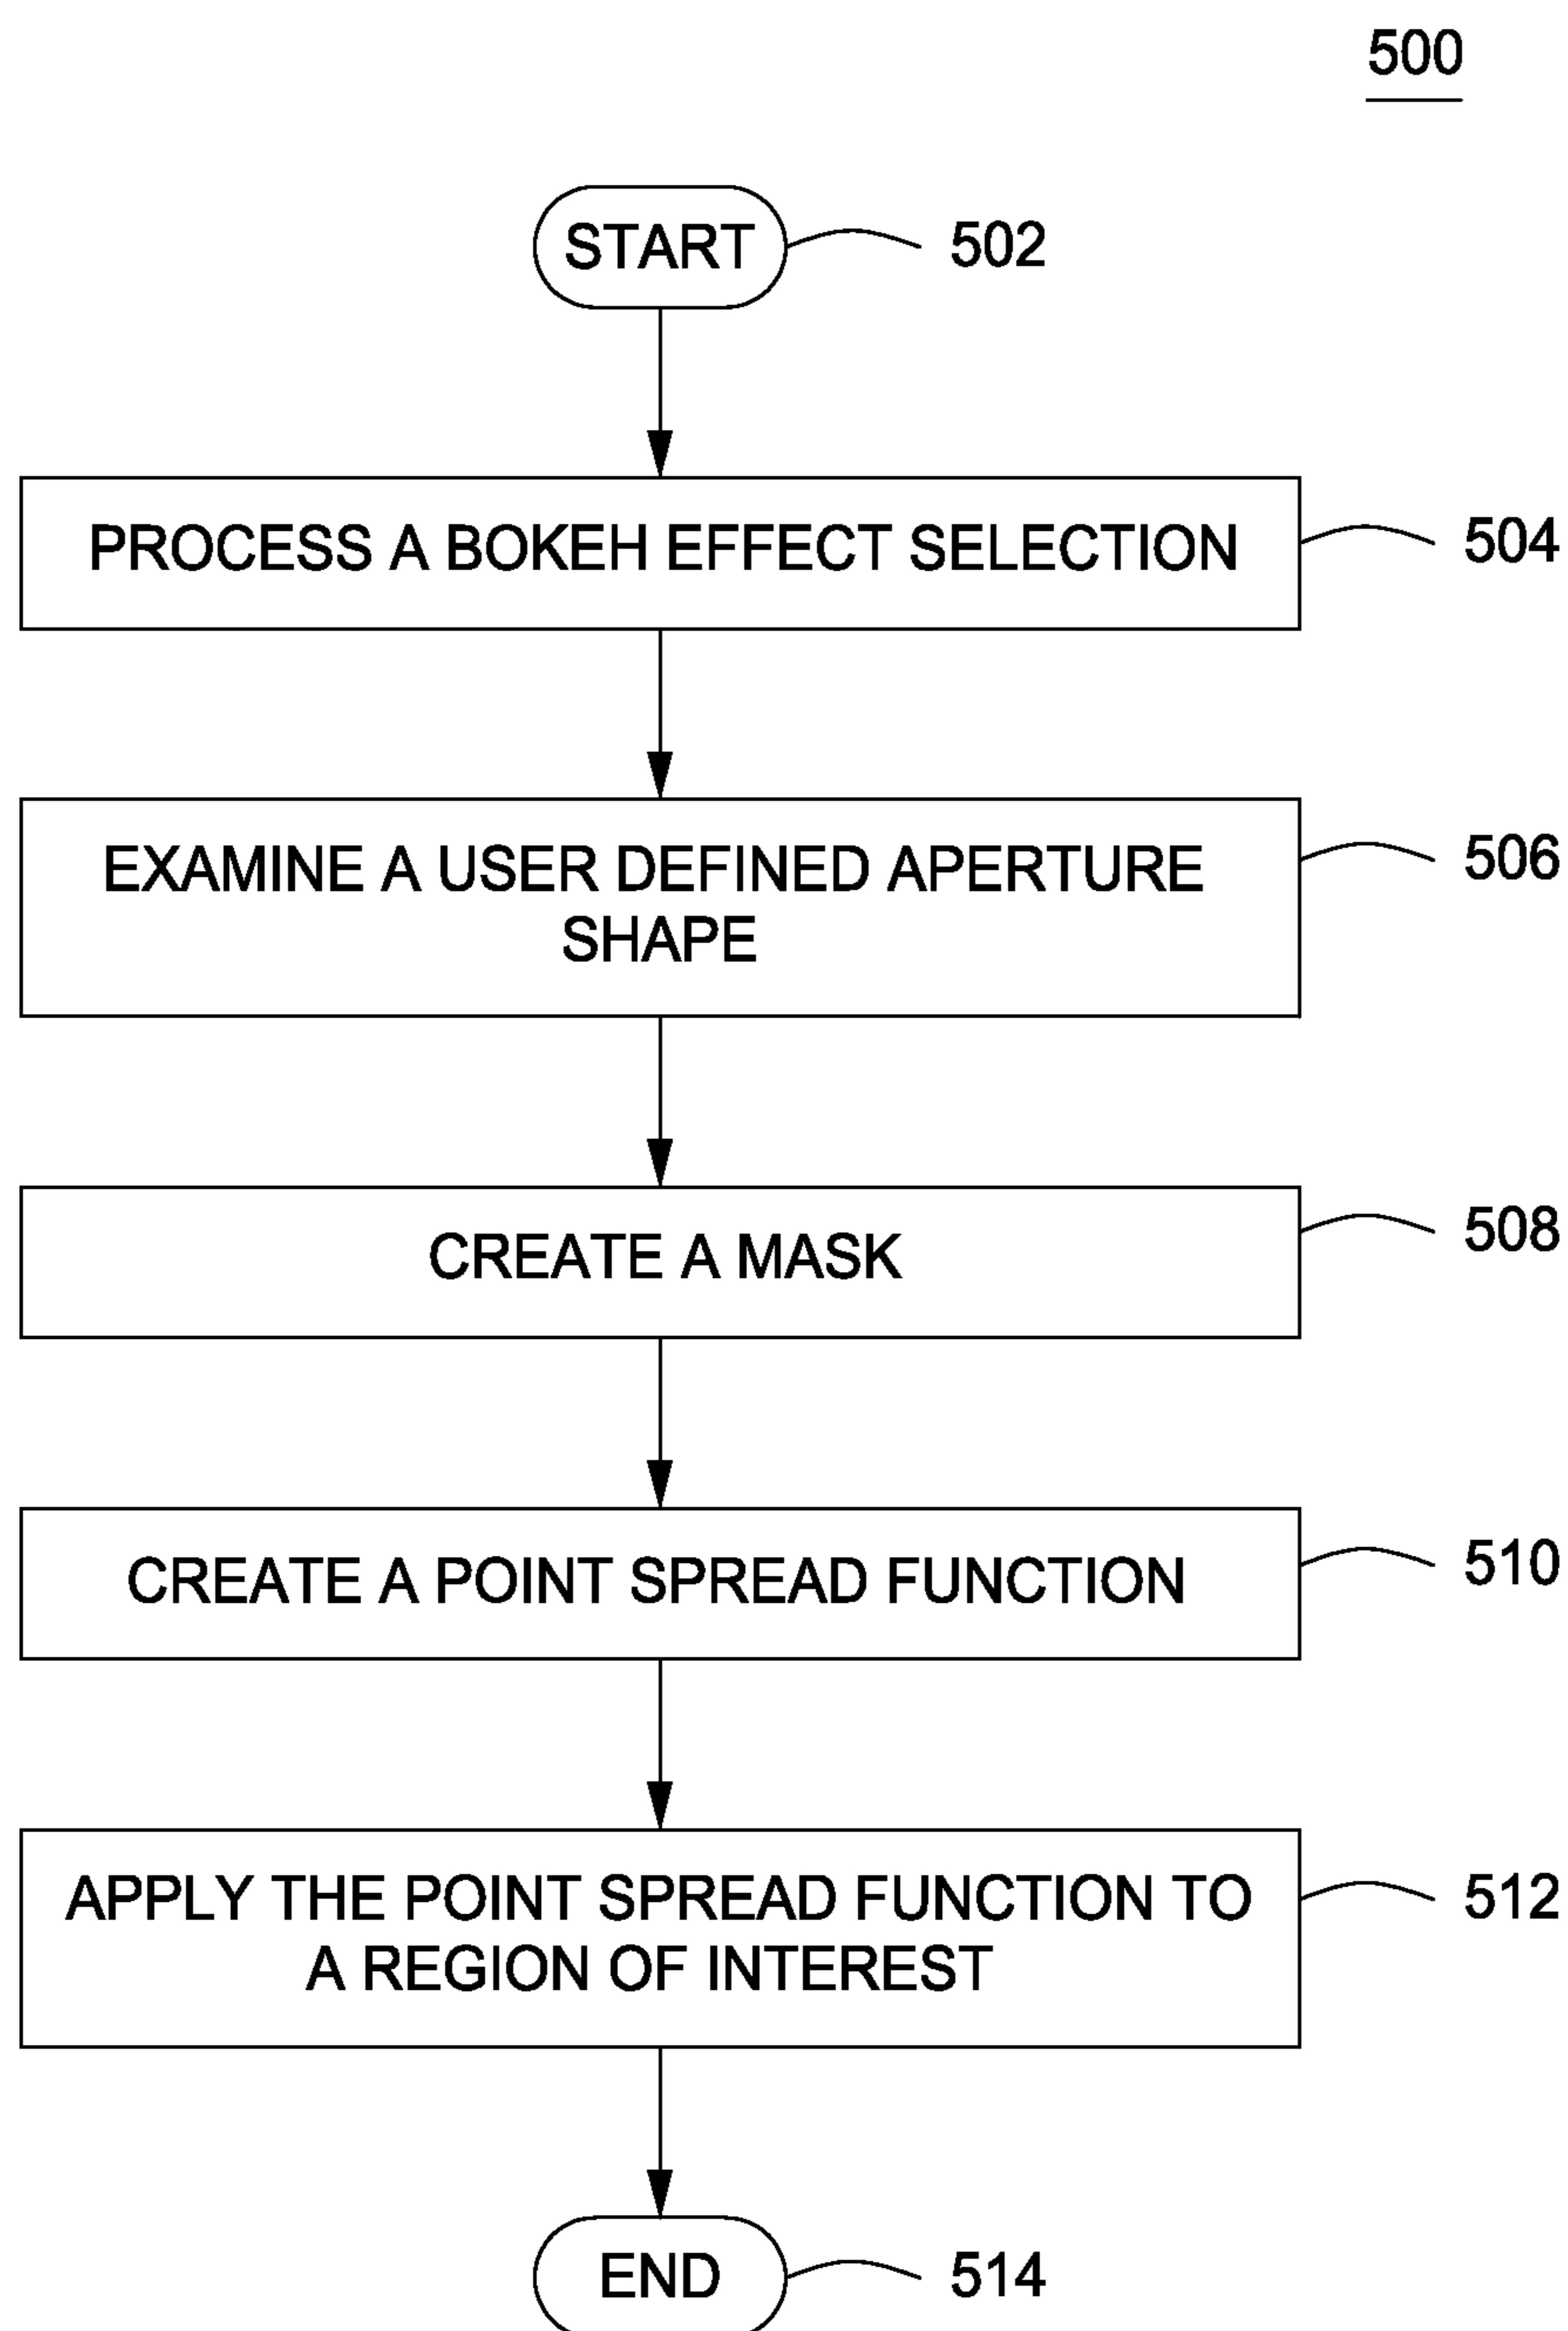 500
START
502
PROCESS A BOKEH EFFECT SELECTION
504
EXAMINE A USER DEFINED APERTURE
SHAPE
506
CREATE A MASK
508
CREATE A POINT SPREAD FUNCTION
510
APPLY THE POINT SPREAD FUNCTION TO
A REGION OF INTEREST
512
END
514